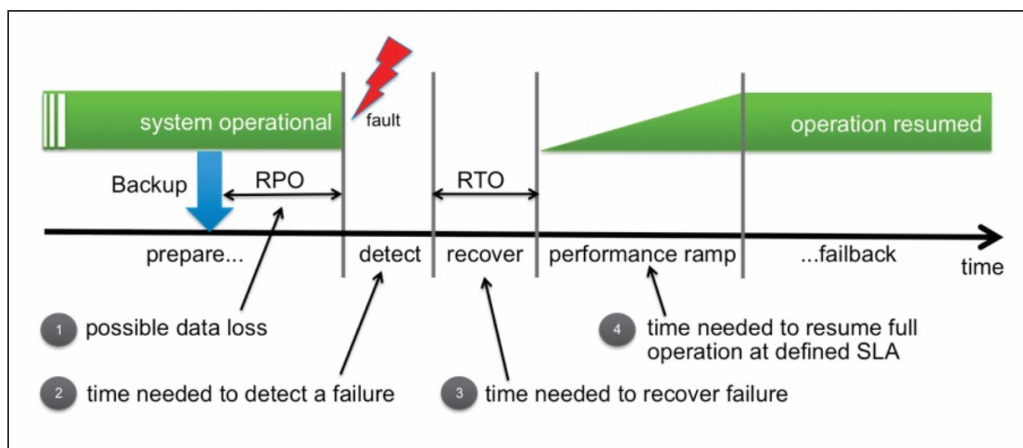 system operational
fault
operation resumed
Backup
RPO
RTO
prepare...
detect
recover
performance ramp
...failback
time
1 possible data loss
4 time needed to resume full
operation at defined SLA
2 time needed to detect a failure
3 time needed to recover failure